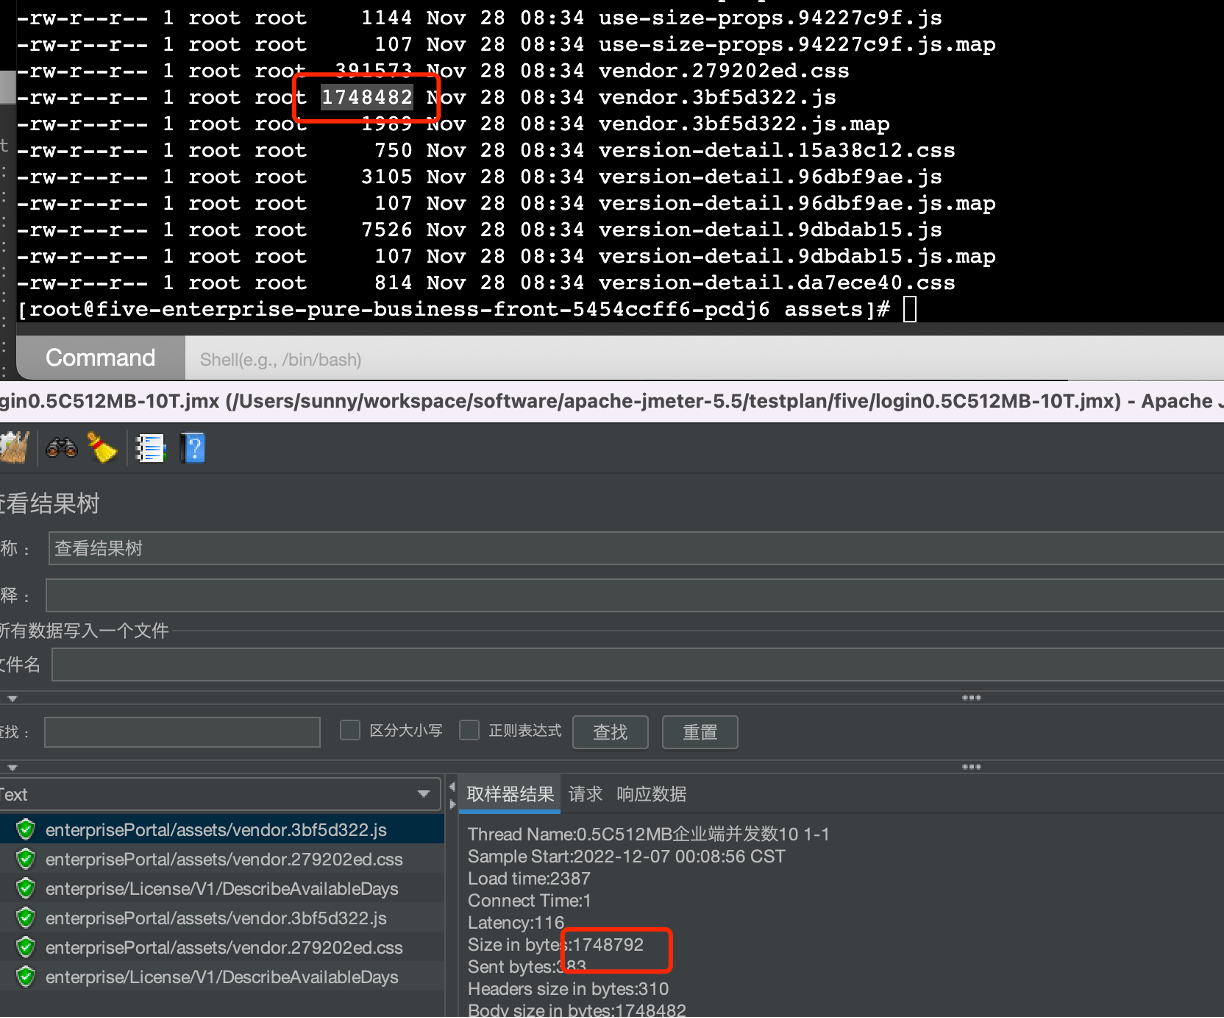 -rw-r--r-- 1 root root 1144 Nov 28 08:34 use-size-props.94227c9f.js
-rw-r--r-- 1 root root 107 Nov 28 08:34 use-size-props.94227c9f.js.map
-rw-r--r-- 1 root root 391573 Nov 28 08:34 vendor.279202ed.css
-rw-r--r-- 1 root root 1748482 Nov 28 08:34 vendor.3bf5d322.js
-rw-r--r-- 1 root root 1989 Nov 28 08:34 vendor.3bf5d322.js.map
-rw-r--r-- 1 root root 750 Nov 28 08:34 version-detail.15a38c12.css
-rw-r--r-- 1 root root 3105 Nov 28 08:34 version-detail.96dbf9ae.js
-rw-r--r-- 1 root root 107 Nov 28 08:34 version-detail.96dbf9ae.js.map
-rw-r--r-- 1 root root 7526 Nov 28 08:34 version-detail.9dbdab15.js
-rw-r--r-- 1 root root 107 Nov 28 08:34 version-detail.9dbdab15.js.map
-rw-r--r-- 1 root root 814 Nov 28 08:34 version-detail.da7ece40.css
[root@five-enterprise-pure-business-front-5454ccff6-pcdj6 assets]#
Command Shell(e.g., /bin/bash)
gin0.5C512MB-10T.jmx (/Users/sunny/workspace/software/apache-jmeter-5.5/testplan/five/login0.5C512MB-10T.jmx) - Apache J
查看结果树
称： 查看结果树
释：
所有数据写入一个文件
文件名
查找： 区分大小写 正则表达式 查找 重置
Text
取样器结果 请求 响应数据
enterprisePortal/assets/vendor.3bf5d322.js
enterprisePortal/assets/vendor.279202ed.css
enterprise/License/V1/DescribeAvailableDays
enterprisePortal/assets/vendor.3bf5d322.js
enterprisePortal/assets/vendor.279202ed.css
enterprise/License/V1/DescribeAvailableDays
Thread Name:0.5C512MB企业端并发数10 1-1
Sample Start:2022-12-07 00:08:56 CST
Load time:2387
Connect Time:1
Latency:116
Size in bytes:1748792
Sent bytes:383
Headers size in bytes:310
Body size in bytes:1748482